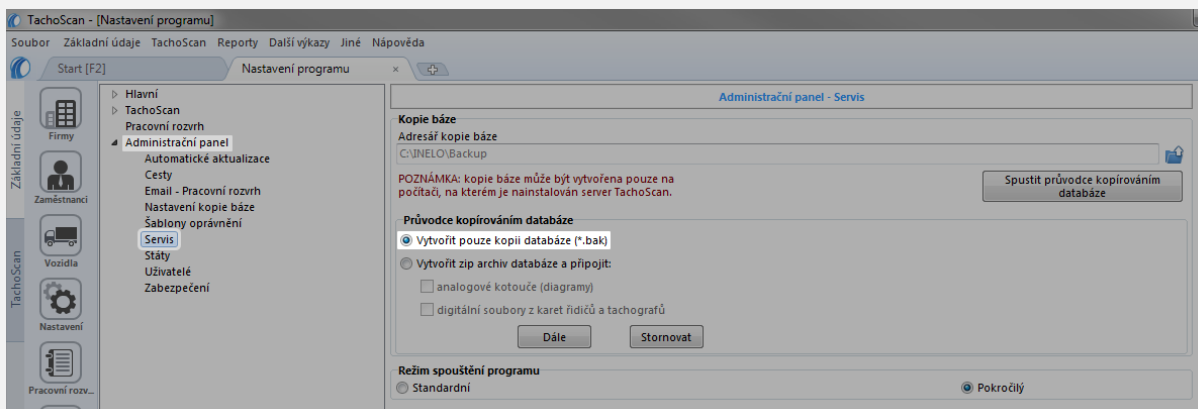 TachoScan - [Nastavení programu]
Soubor Základní údaje TachoScan Reporty Další výkazy Jiné Nápověda
Start [F2]
Nastavení programu
Základní údaje
TachoScan
Firmy
Zaměstnanci
Vozidla
Nastavení
Pracovní rozv...
Hlavní
TachoScan
Pracovní rozvrh
Administrační panel
Automatické aktualizace
Cesty
Email - Pracovní rozvrh
Nastavení kopie báze
Šablony oprávnění
Servis
Státy
Uživatelé
Zabezpečení
Administrační panel - Servis
Kopie báze
Adresář kopie báze
C:\INELO\Backup
POZNÁMKA: kopie báze může být vytvořena pouze na
počítači, na kterém je nainstalován server TachoScan.
Spustit průvodce kopírováním
databáze
Průvodce kopírováním databáze
Vytvořit pouze kopii databáze (*.bak)
Vytvořit zip archiv databáze a připojit:
analogové kotouče (diagramy)
digitální soubory z karet řidičů a tachografů
Dále
Stornovat
Režim spouštění programu
Standardní
Pokročilý